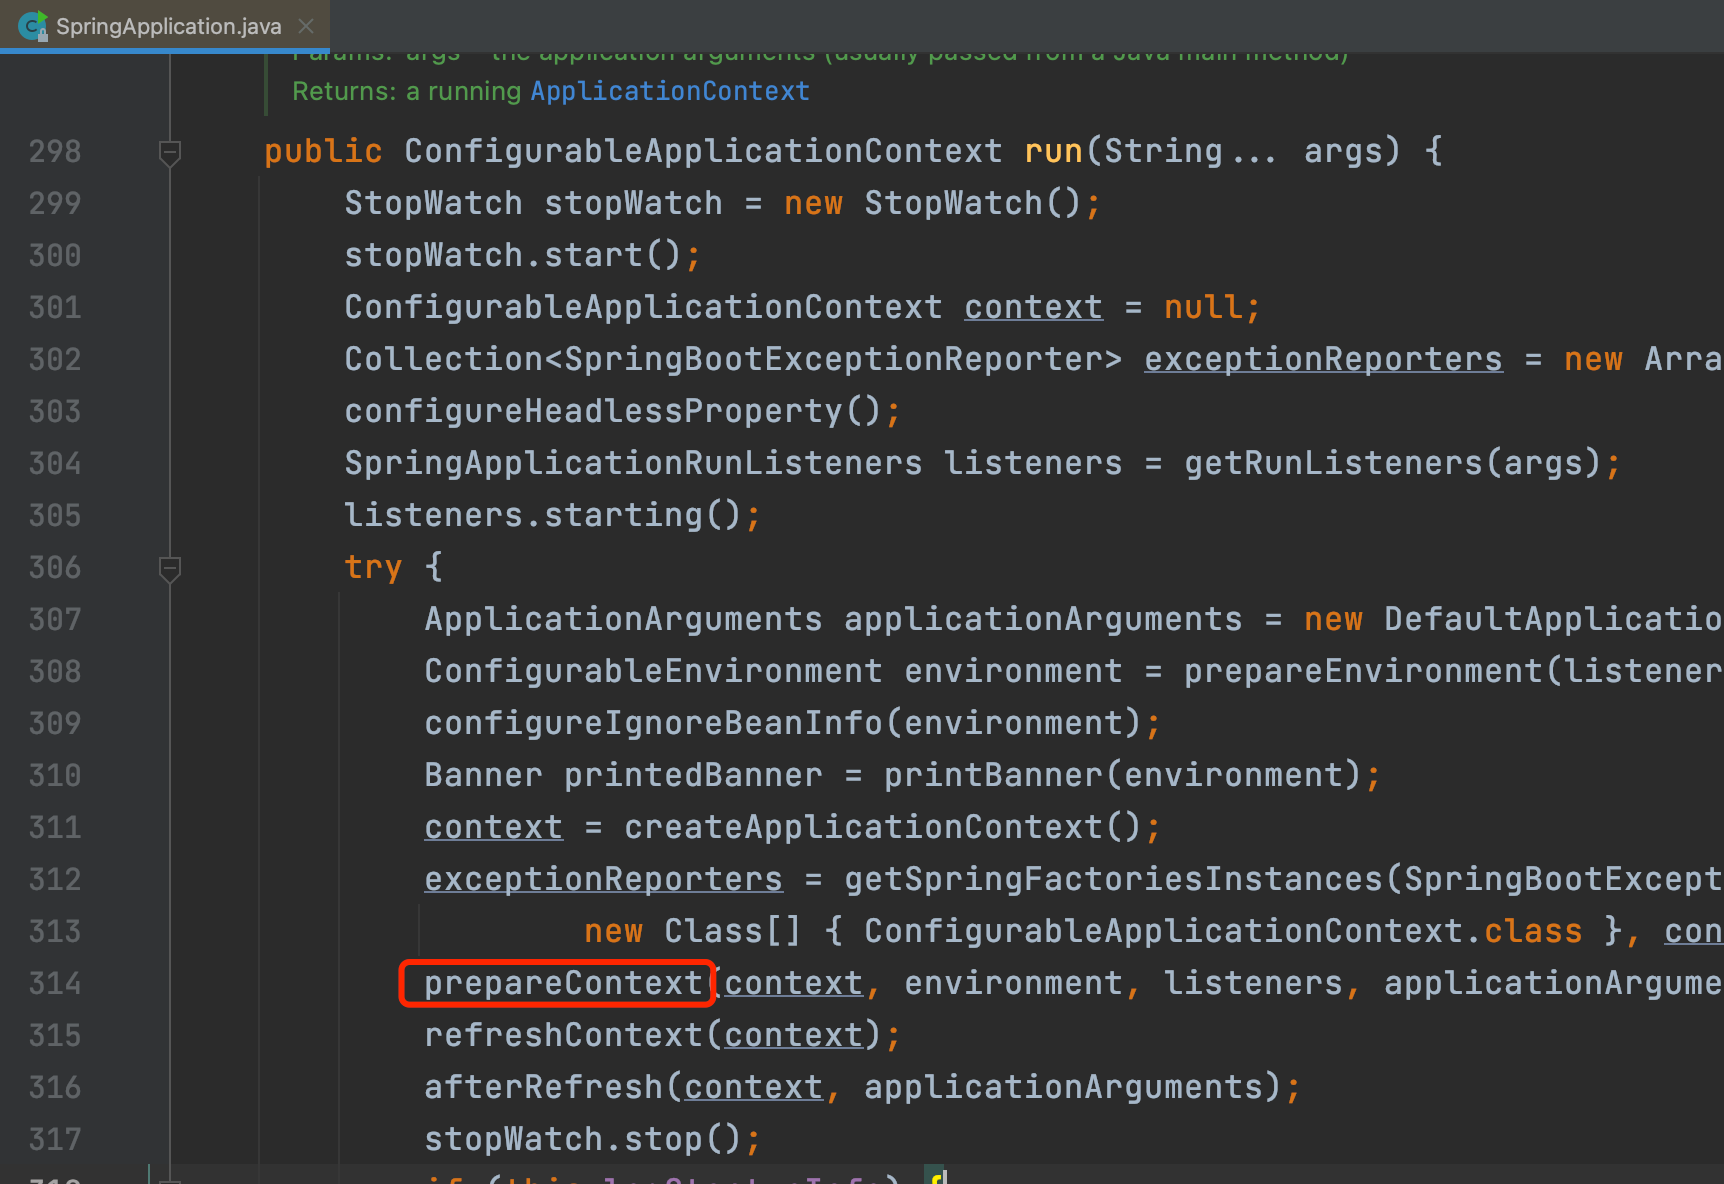 SpringApplication.java
Params: args – the application arguments (usually passed from a Java main method)
Returns: a running ApplicationContext
298 public ConfigurableApplicationContext run(String... args) {
299 StopWatch stopWatch = new StopWatch();
300 stopWatch.start();
301 ConfigurableApplicationContext context = null;
302 Collection<SpringBootExceptionReporter> exceptionReporters = new Arra
303 configureHeadlessProperty();
304 SpringApplicationRunListeners listeners = getRunListeners(args);
305 listeners.starting();
306 try {
307 ApplicationArguments applicationArguments = new DefaultApplicatio
308 ConfigurableEnvironment environment = prepareEnvironment(listener
309 configureIgnoreBeanInfo(environment);
310 Banner printedBanner = printBanner(environment);
311 context = createApplicationContext();
312 exceptionReporters = getSpringFactoriesInstances(SpringBootExcept
313 new Class[] { ConfigurableApplicationContext.class }, con
314 prepareContext(context, environment, listeners, applicationArgume
315 refreshContext(context);
316 afterRefresh(context, applicationArguments);
317 stopWatch.stop();
318 if (this.logStartupInfo) {